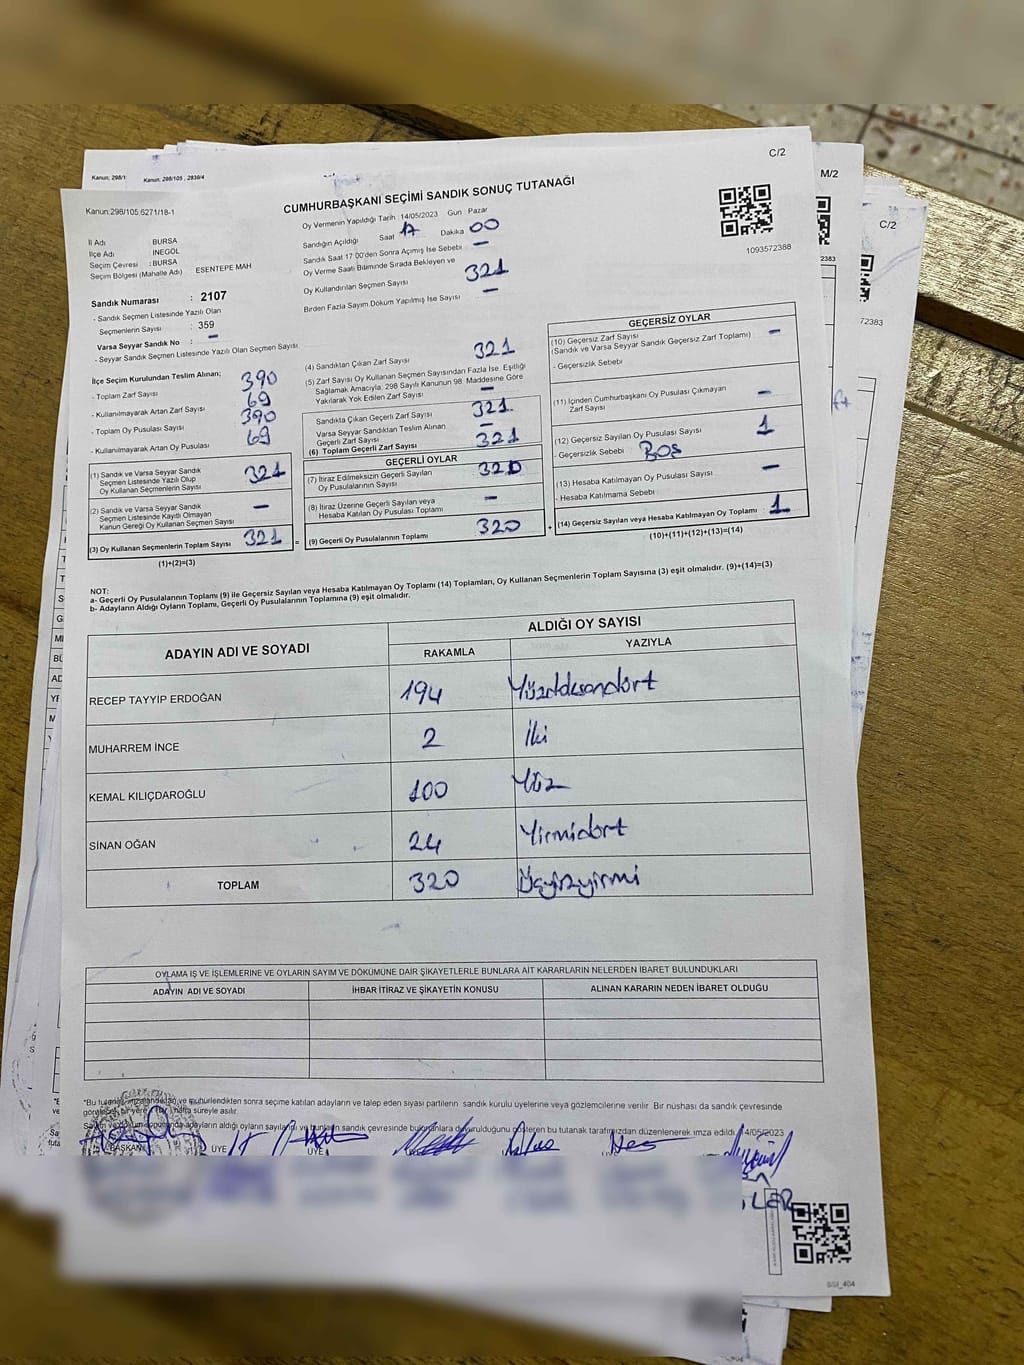 C/2
M/2
C/2
Kanun: 298/1 Kanun: 298/105 , 2839/4
Kanun:298/105.6271/18-1
CUMHURBAŞKANI SEÇİMİ SANDIK SONUÇ TUTANAĞI
1093572388
2383
72383
İl Adı BURSA
İlçe Adı İNEGÖL
Seçim Çevresi : BURSA
Seçim Bölgesi (Mahalle Adı) ESENTEPE MAH
Sandık Numarası : 2107
- Sandık Seçmen Listesinde Yazılı Olan
Seçmenlerin Sayısı : 359
Varsa Seyyar Sandık No : -
- Seyyar Sandık Seçmen Listesinde Yazılı Olan Seçmen Sayısı
Oy Vermenin Yapıldığı Tarih :14/05/2023 Gün : Pazar
Sandığın Açıldığı Saat 17 Dakika 00
Sandık Saat 17:00'den Sonra Açımış İse Sebebi -
Oy Verme Saati Bitiminde Sırada Bekleyen ve
Oy Kullandırılan Seçmen Sayısı 321
Birden Fazla Sayım Döküm Yapılmış İse Sayısı -
İlçe Seçim Kurulundan Teslim Alınan;
- Toplam Zarf Sayısı 390
- Kullanılmayarak Artan Zarf Sayısı 69
- Toplam Oy Pusulası Sayısı 390
- Kullanılmayarak Artan Oy Pusulası 69
(1) Sandık ve Varsa Seyyar Sandık
Seçmen Listesinde Yazılı Olup
Oy Kullanan Seçmenlerin Sayısı 321
(2) Sandık ve Varsa Seyyar Sandık
Seçmen Listesinde Kayıtlı Olmayan
Kanun Gereği Oy Kullanan Seçmen Sayısı -
(3) Oy Kullanan Seçmenlerin Toplam Sayısı 321 =
(1)+(2)=(3)
(4) Sandıktan Çıkan Zarf Sayısı 321
(5) Zarf Sayısı Oy Kullanan Seçmen Sayısından Fazla İse, Eşitliği
Sağlamak Amacıyla, 298 Sayılı Kanunun 98. Maddesine Göre
Yakılarak Yok Edilen Zarf Sayısı -
Sandıkta Çıkan Geçerli Zarf Sayısı 321
Varsa Seyyar Sandıktan Teslim Alınan
Geçerli Zarf Sayısı -
(6) Toplam Geçerli Zarf Sayısı 321
GEÇERLİ OYLAR
(7) İtiraz Edilmeksizin Geçerli Sayılan
Oy Pusulalarının Sayısı 320
(8) İtiraz Üzerine Geçerli Sayılan veya
Hesaba Katılan Oy Pusulası Toplamı -
(9) Geçerli Oy Pusulalarının Toplamı 320 +
GEÇERSİZ OYLAR
(10) Geçersiz Zarf Sayısı -
(Sandık ve Varsa Seyyar Sandık Geçersiz Zarf Toplamı)
- Geçersizlik Sebebi
(11) İçinden Cumhurbaşkanı Oy Pusulası Çıkmayan
Zarf Sayısı -
(12) Geçersiz Sayılan Oy Pusulası Sayısı 1
- Geçersizlik Sebebi : BOŞ
(13) Hesaba Katılmayan Oy Pusulası Sayısı -
- Hesaba Katılmama Sebebi
(14) Geçersiz Sayılan veya Hesaba Katılmayan Oy Toplamı : 1
(10)+(11)+(12)+(13)=(14)
NOT:
a- Geçerli Oy Pusulalarının Toplamı (9) ile Geçersiz Sayılan veya Hesaba Katılmayan Oy Toplamı (14) Toplamları, Oy Kullanan Seçmenlerin Toplam Sayısına (3) eşit olmalıdır. (9)+(14)=(3)
b- Adayların Aldığı Oyların Toplamı, Geçerli Oy Pusulalarının Toplamına (9) eşit olmalıdır.
ADAYIN ADI VE SOYADI ALDIĞI OY SAYISI
RAKAMLA YAZIYLA
RECEP TAYYİP ERDOĞAN 194 Yüzdoksandört
MUHARREM İNCE 2 İki
KEMAL KILIÇDAROĞLU 100 Yüz
SİNAN OĞAN 24 Yirmidört
TOPLAM 320 Üçyüzyirmi
OYLAMA İŞ VE İŞLEMLERİNE VE OYLARIN SAYIM VE DÖKÜMÜNE DAİR ŞİKAYETLERLE BUNLARA AİT KARARLARIN NELERDEN İBARET BULUNDUKLARI
ADAYIN ADI VE SOYADI İHBAR İTİRAZ VE ŞİKAYETİN KONUSU ALINAN KARARIN NEDEN İBARET OLDUĞU
*Bu tutanak, imzalandıktan ve mühürlendikten sonra seçime katılan adayların ve talep eden siyasi partilerin sandık kurulu üyelerine veya gözlemcilerine verilir. Bir nüshası da sandık çevresinde
görülecek bir yere (bir) hafta süreyle asılır.
adayların aldığı oyların sayıları ve bunların sandık çevresinde bulunanlara duyurulduğunu gösteren bu tutanak tarafımızdan düzenlenerek imza edildi. 14/05/2023
BAŞKAN ÜYE ÜYE
SSİ_404